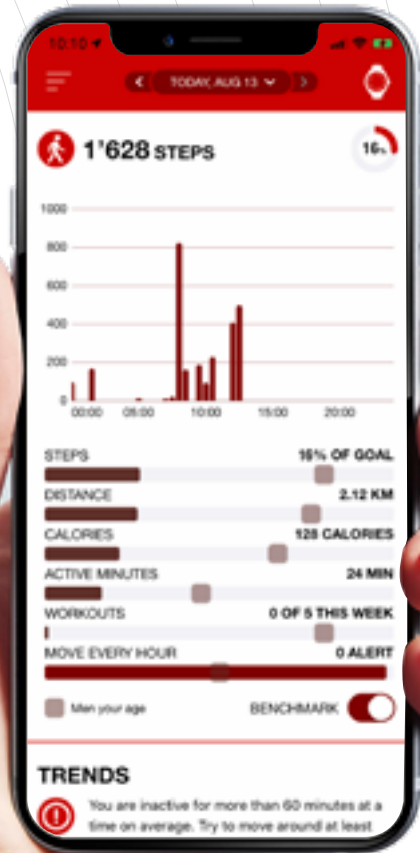 10:10
TODAY, AUG 13
1'628 STEPS
16%
1000
800
600
400
200
0
00:00 05:00 10:00 15:00 20:00
STEPS 16% OF GOAL
DISTANCE 2.12 KM
CALORIES 128 CALORIES
ACTIVE MINUTES 24 MIN
WORKOUTS 0 OF 5 THIS WEEK
MOVE EVERY HOUR 0 ALERT
Men your age BENCHMARK
TRENDS
You are inactive for more than 60 minutes at a
time on average. Try to move around at least